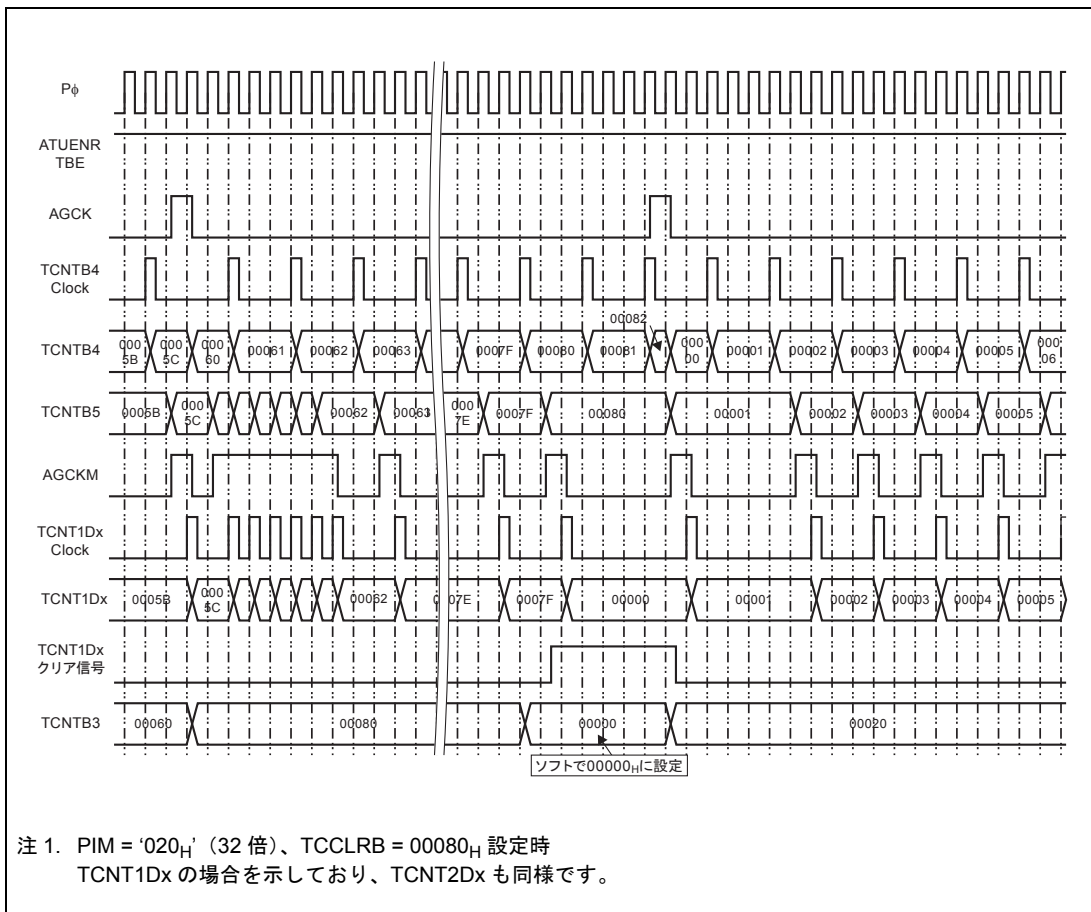 Pφ
ATUENR
TBE
AGCK
TCNTB4
Clock
00082
TCNTB4 000 5B 000 5C 000 60 00061 00062 00063 0007F 00080 00081 000 00 00001 00002 00003 00004 00005 000 06
TCNTB5 0005B 000 5C 00062 00063 000 7E 0007F 00080 00001 00002 00003 00004 00005
AGCKM
TCNT1Dx
Clock
TCNT1Dx 0005B 000 5C 00062 0007E 0007F 00000 00001 00002 00003 00004 00005
TCNT1Dx
クリア信号
TCNTB3 00060 00080 00000 00020
ソフトで00000Hに設定
注 1. PIM = '020H'（32 倍）、TCCLRB = 00080H 設定時
TCNT1Dx の場合を示しており、TCNT2Dx も同様です。